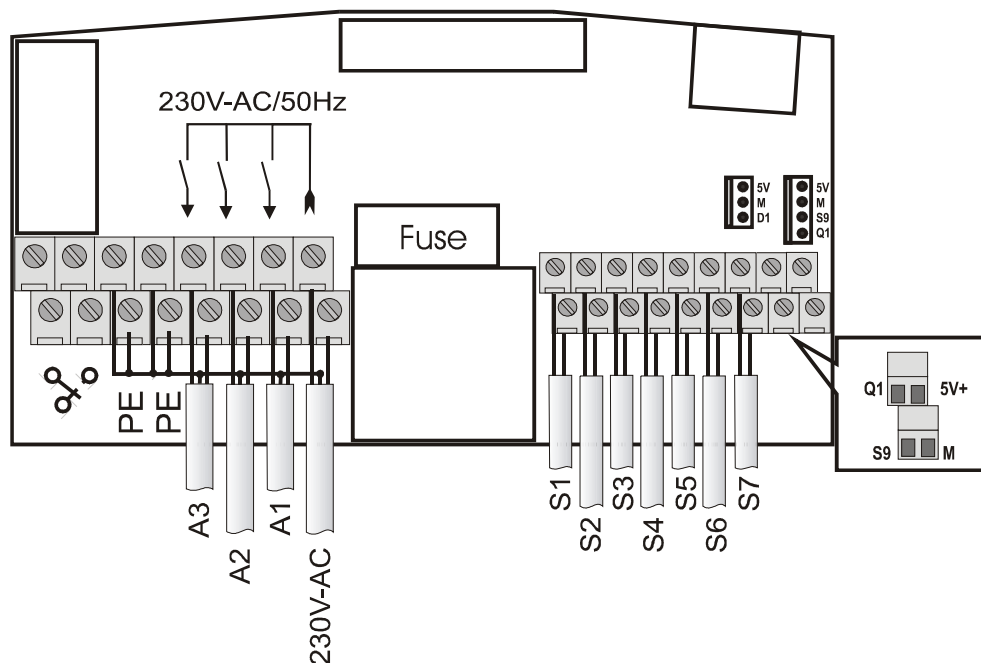 230V-AC/50Hz
Fuse
5V
M
D1
5V
M
S9
Q1
PE
PE
A3
A2
A1
230V-AC
S1
S2
S3
S4
S5
S6
S7
Q1 5V+
S9 M